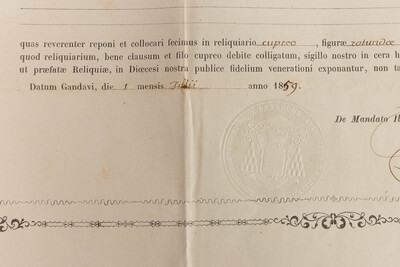 quas reverenter reponi et collocari fecimus in reliquiario cupreo, figuræ rotundæ
quod reliquiarium, bene clausum et filo cupreo debite colligatum, sigillo nostro in cera h
ut præfatæ Reliquiæ, in Diœcesi nostra publice fidelium venerationi exponantur, non ta
Datum Gandavi, die 1 mensis Julii anno 1859.
De Mandato Il